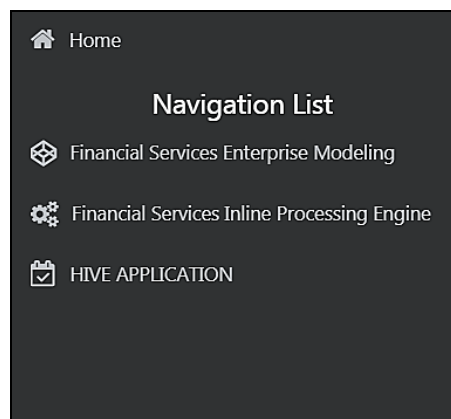 Home
Navigation List
Financial Services Enterprise Modeling
Financial Services Inline Processing Engine
HIVE APPLICATION